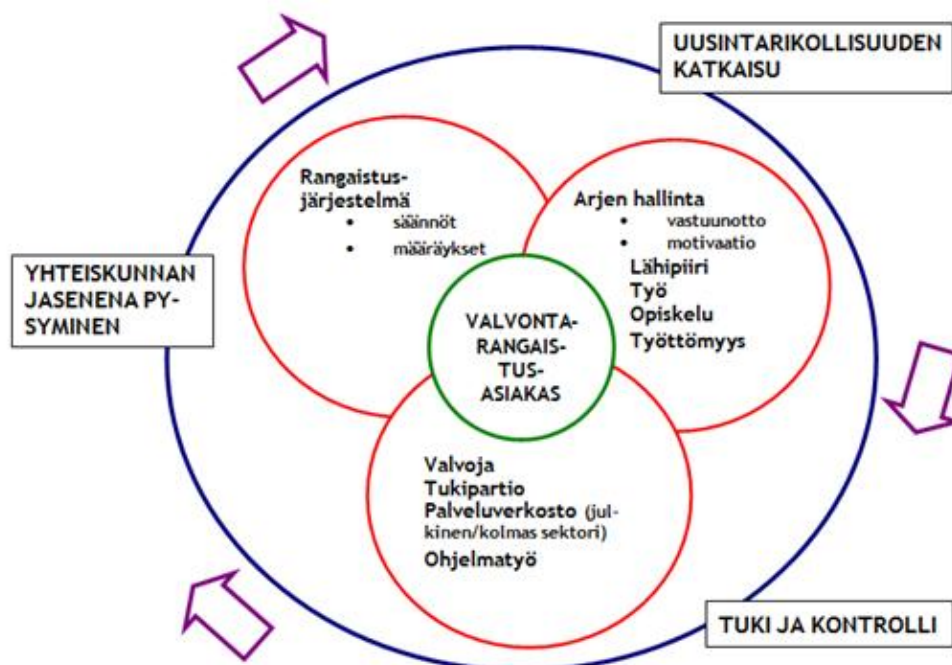 UUSINTARIKOLLISUUDEN
KATKAISU
Rangaistus-
järjestelmä
• säännöt
• määräykset
Arjen hallinta
• vastuunotto
• motivaatio
Lähipiiri
Työ
Opiskelu
Työttömyys
YHTEISKUNNAN
JASENENA PY-
SYMINEN
VALVONTA-
RANGAIS-
TUS-
ASIAKAS
Valvoja
Tukipartio
Palveluverkosto (jul-
kinen/kolmas sektori)
Ohjelmatyö
TUKI JA KONTROLLI